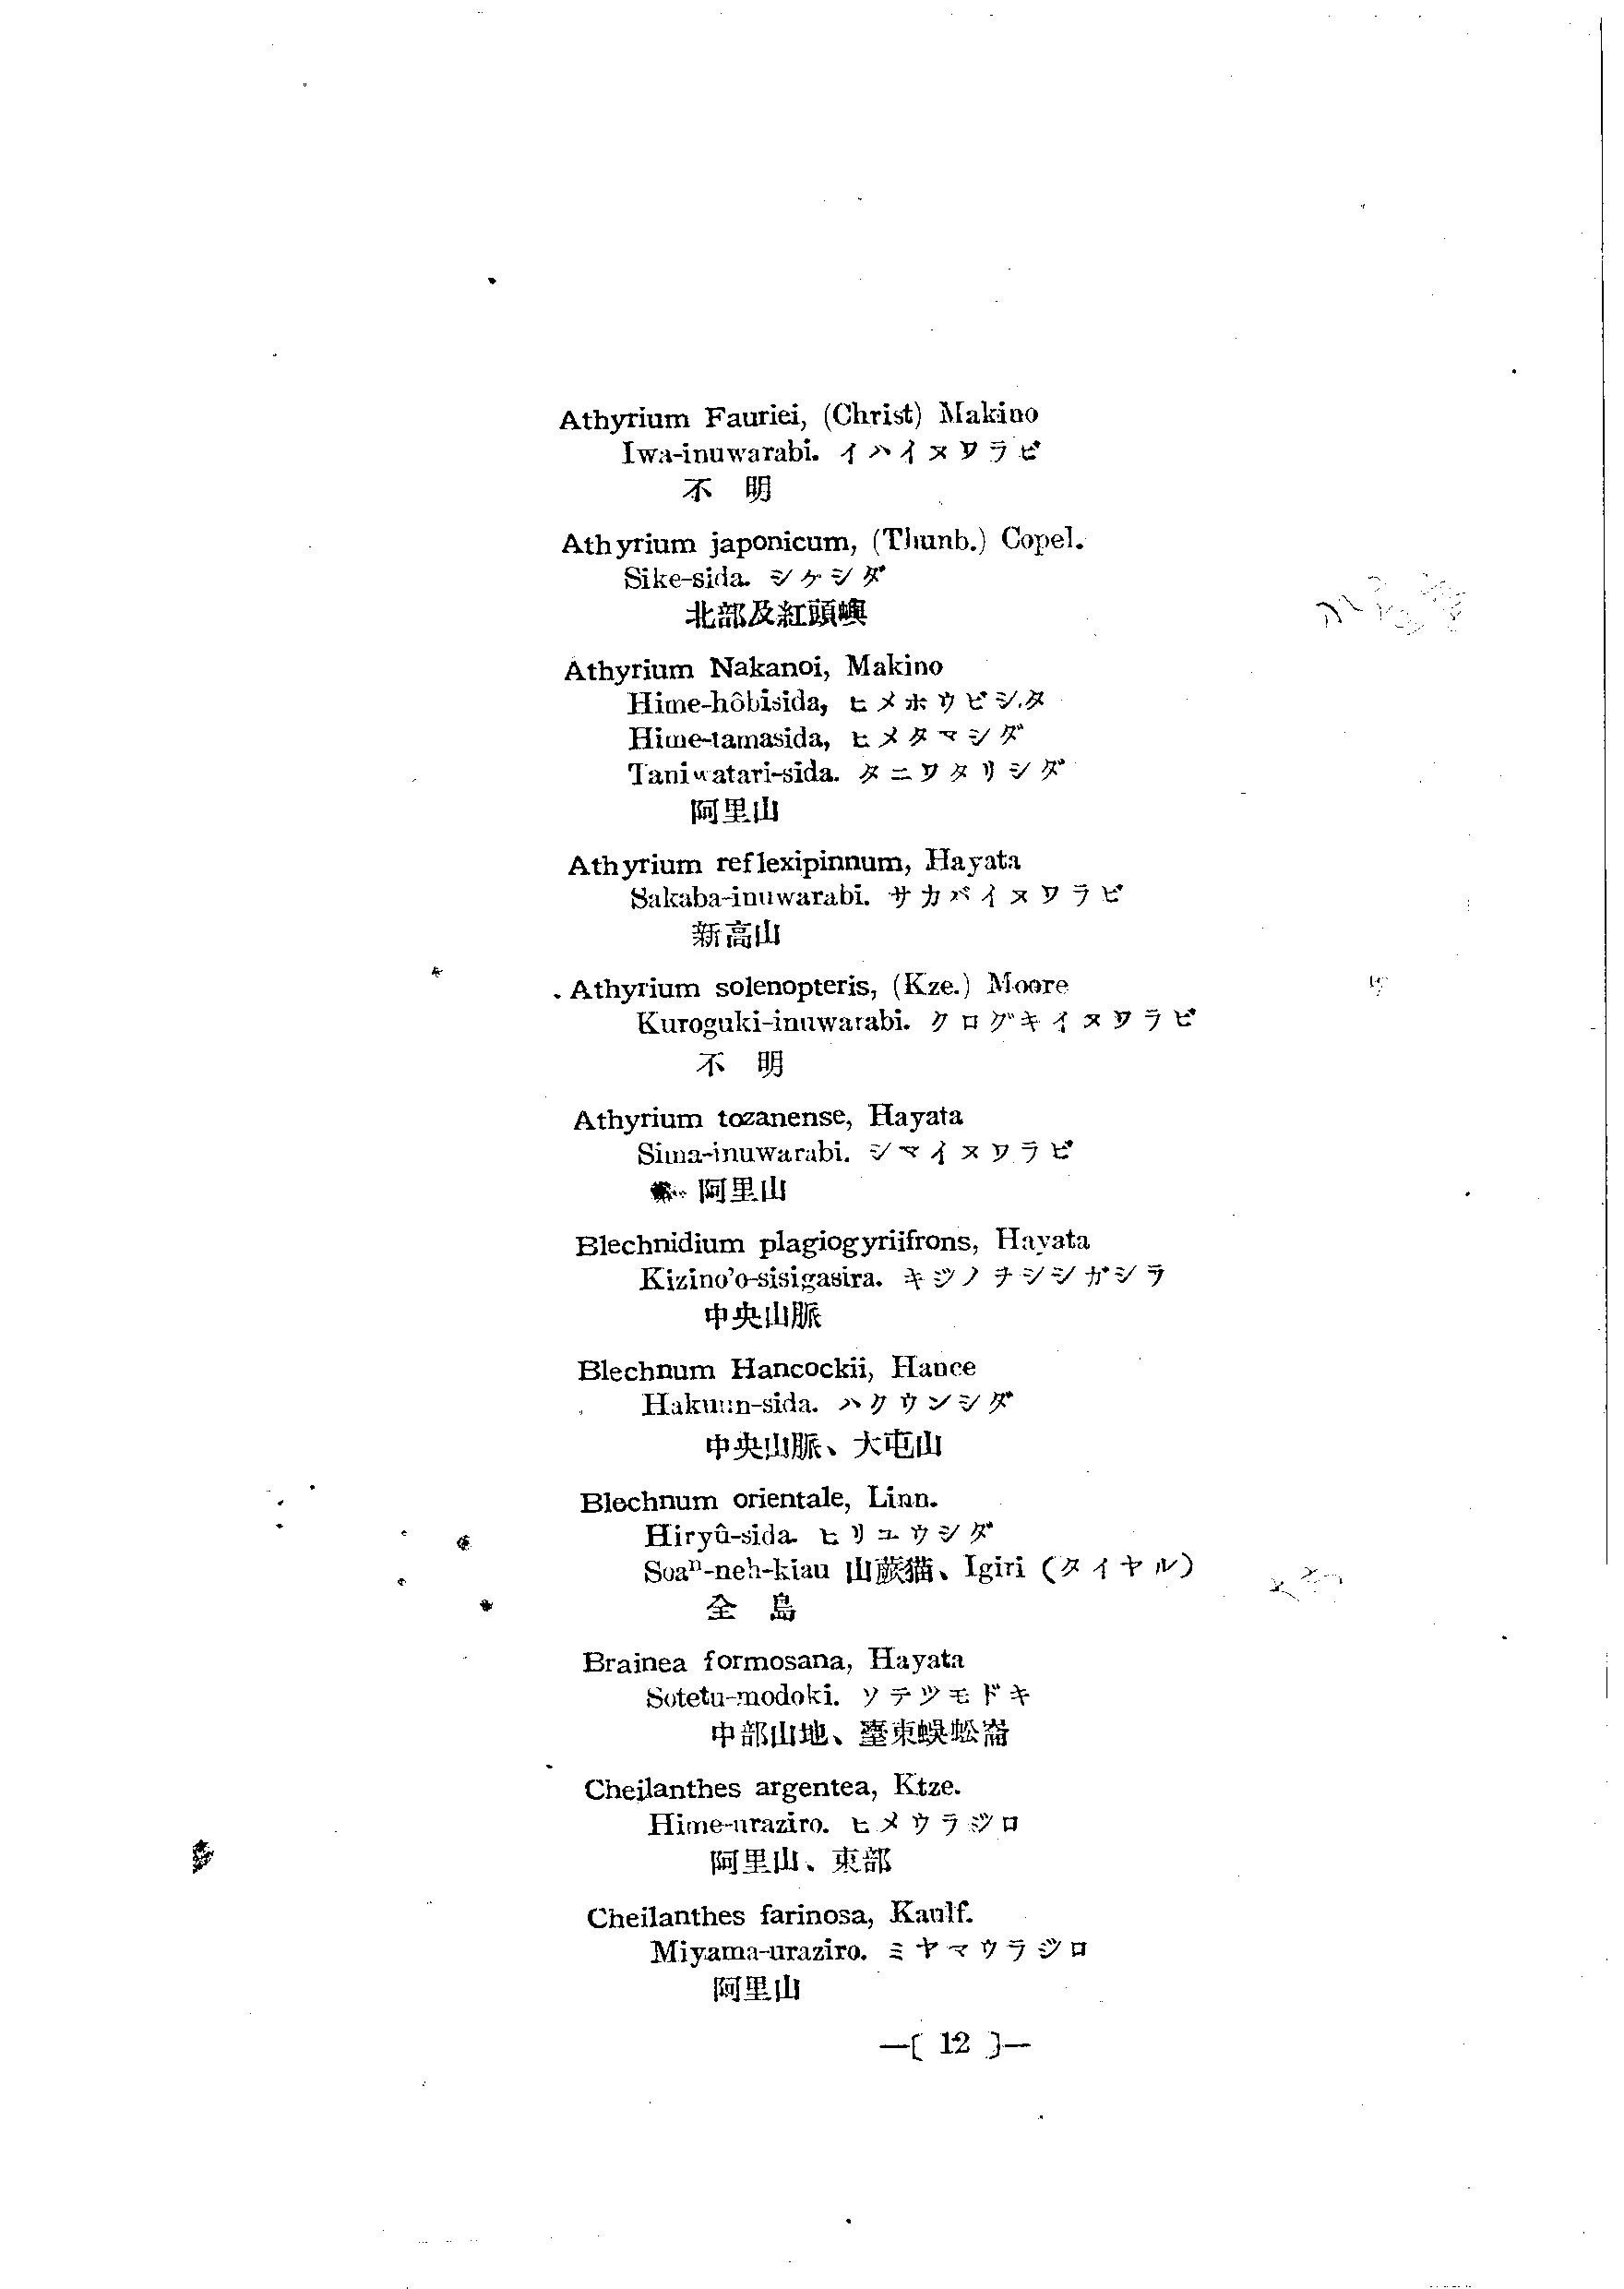 Athyrium Fauriei, (Christ) Makino
Iwa-inuwarabi. イハイヌワラビ
不 明
Athyrium japonicum, (Thunb.) Copel.
Sike-sida. シケシダ
北部及紅頭嶼
Athyrium Nakanoi, Makino
Hime-hôbisida, ヒメホウビシタ
Hime-tamasida, ヒメタマシダ
Taniwatari-sida. タニワタリシダ
阿里山
Athyrium reflexipinnum, Hayata
Sakaba-inuwarabi. サカバイヌワラビ
新高山
Athyrium solenopteris, (Kze.) Moore
Kuroguki-inuwarabi. クログキイヌワラビ
不 明
Athyrium tozanense, Hayata
Sima-inuwarabi. シマイヌワラビ
阿里山
Blechnidium plagiogyriifrons, Hayata
Kizino'o-sisigasira. キジノヲシシガシラ
中央山脈
Blechnum Hancockii, Hance
Hakuun-sida. ハクウンシダ
中央山脈、大屯山
Blechnum orientale, Linn.
Hiryû-sida. ヒリユウシダ
Soaⁿ-neh-kiau 山蕨猫、Igiri (タイヤル)
全 島
Brainea formosana, Hayata
Sotetu-modoki. ソテツモドキ
中部山地、臺東蜈蚣崙
Cheilanthes argentea, Ktze.
Hime-uraziro. ヒメウラジロ
阿里山、東部
Cheilanthes farinosa, Kaulf.
Miyama-uraziro. ミヤマウラジロ
阿里山
—[ 12 ]—